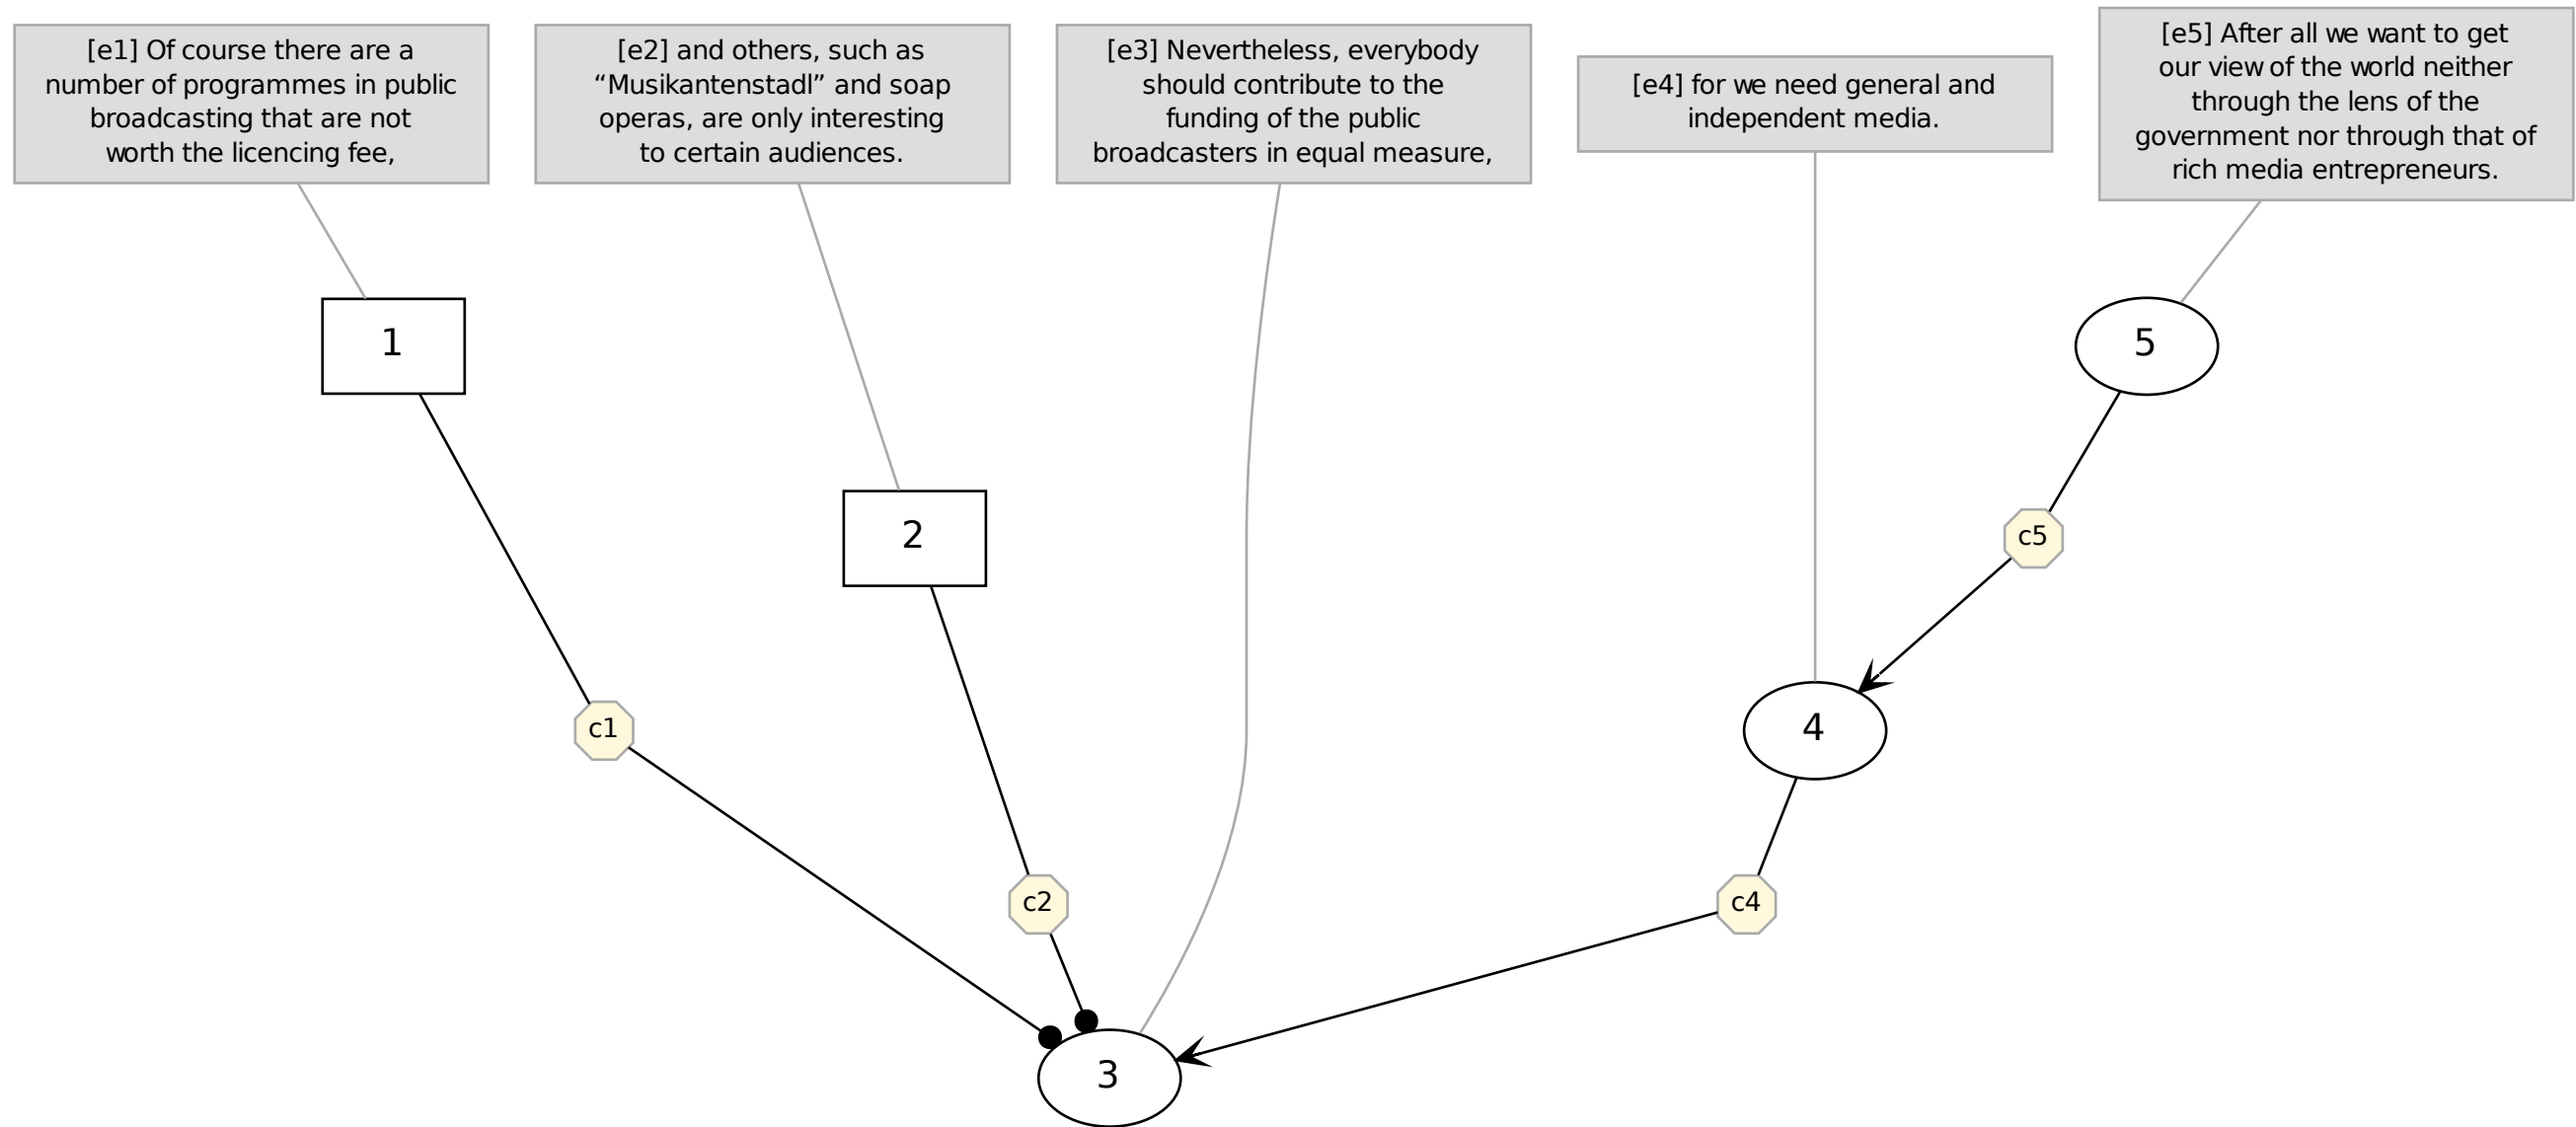 [e1] Of course there are a
number of programmes in public
broadcasting that are not
worth the licencing fee,
[e2] and others, such as
“Musikantenstadl” and soap
operas, are only interesting
to certain audiences.
[e3] Nevertheless, everybody
should contribute to the
funding of the public
broadcasters in equal measure,
[e4] for we need general and
independent media.
[e5] After all we want to get
our view of the world neither
through the lens of the
government nor through that of
rich media entrepreneurs.
1
5
2
c5
c1
4
c2
c4
3